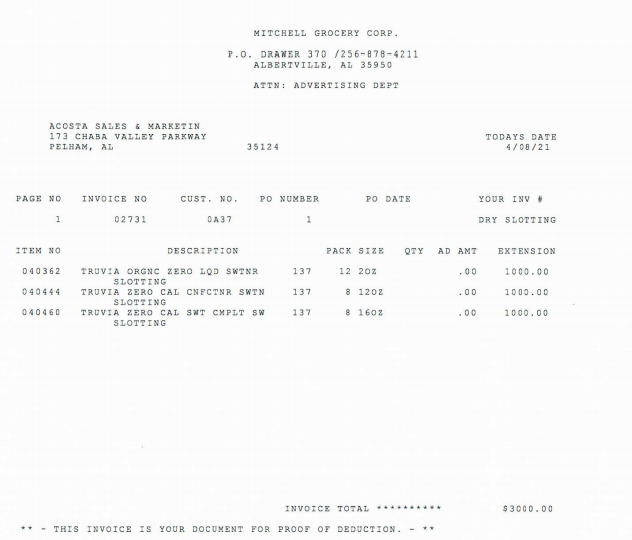 MITCHELL GROCERY CORP.
P.O. DRAWER 370 /256-878-4211
ALBERTVILLE, AL 35950
ATTN: ADVERTISING DEPT
ACOSTA SALES & MARKETIN
173 CHABA VALLEY PARKWAY TODAYS DATE
PELHAM, AL 35124 4/08/21
PAGE NO INVOICE NO CUST. NO. PO NUMBER PO DATE YOUR INV #
1 02731 0A37 1 DRY SLOTTING
ITEM NO DESCRIPTION PACK SIZE QTY AD AMT EXTENSION
040362 TRUVIA ORGNC ZERO LQD SWTNR 137 12 2OZ .00 1000.00
SLOTTING
040444 TRUVIA ZERO CAL CNFCTNR SWTN 137 8 12OZ .00 1000.00
SLOTTING
040460 TRUVIA ZERO CAL SWT CMPLT SW 137 8 16OZ .00 1000.00
SLOTTING
INVOICE TOTAL ********** $3000.00
** - THIS INVOICE IS YOUR DOCUMENT FOR PROOF OF DEDUCTION. - **